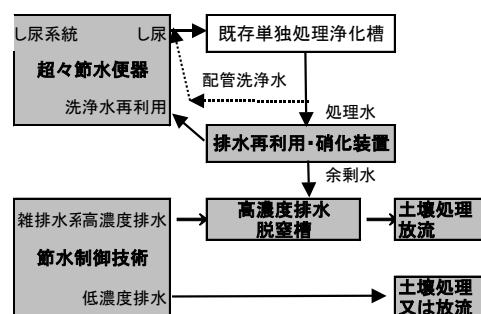 し尿系統 し尿
超々節水便器
洗浄水再利用
既存単独処理浄化槽
配管洗浄水
処理水
排水再利用・硝化装置
余剰水
雑排水系高濃度排水
節水制御技術
低濃度排水
高濃度排水
脱窒槽
土壌処理
放流
土壌処理
又は放流